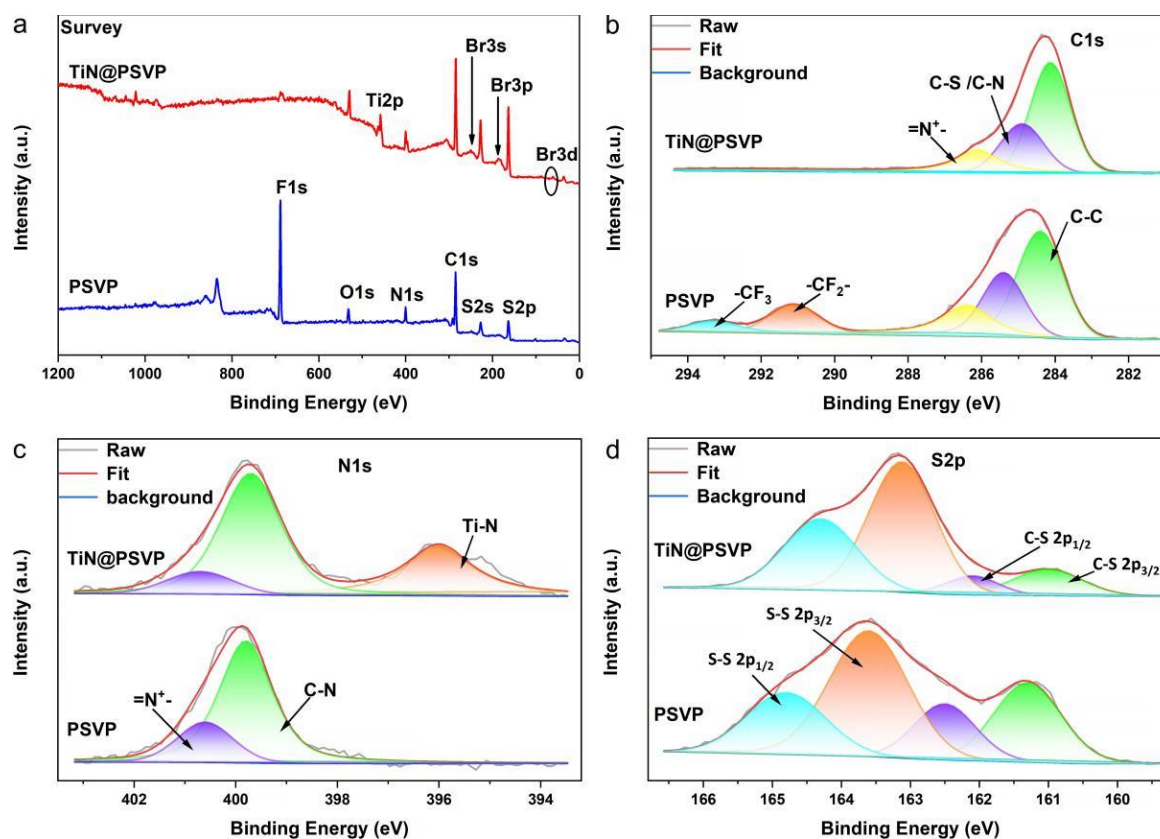 a
Survey
TiN@PSVP
Ti2p
Br3s
Br3p
Br3d
F1s
PSVP
O1s
N1s
C1s
S2s
S2p
Intensity (a.u.)
1200 1000 800 600 400 200 0
Binding Energy (eV)
b
Raw
Fit
Background
C1s
C-S /C-N
=N⁺-
TiN@PSVP
C-C
-CF₃
-CF₂-
PSVP
Intensity (a.u.)
294 292 290 288 286 284 282
Binding Energy (eV)
c
Raw
Fit
background
N1s
TiN@PSVP
Ti-N
=N⁺-
C-N
PSVP
Intensity (a.u.)
402 400 398 396 394
Binding Energy (eV)
d
Raw
Fit
Background
S2p
TiN@PSVP
C-S 2p₁/₂
C-S 2p₃/₂
S-S 2p₃/₂
S-S 2p₁/₂
PSVP
Intensity (a.u.)
166 165 164 163 162 161 160
Binding Energy (eV)